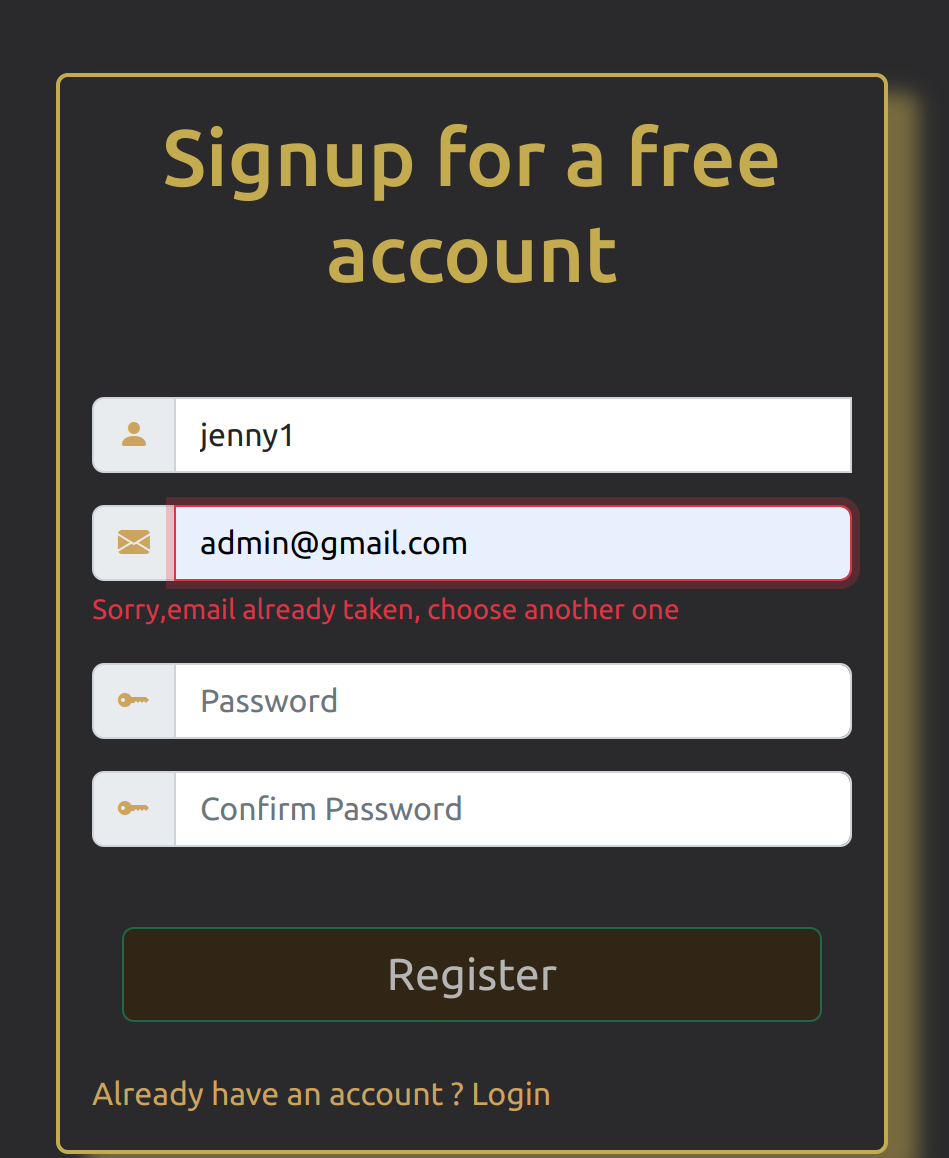 Signup for a free
account
jenny1
admin@gmail.com
Sorry,email already taken, choose another one
Password
Confirm Password
Register
Already have an account ? Login